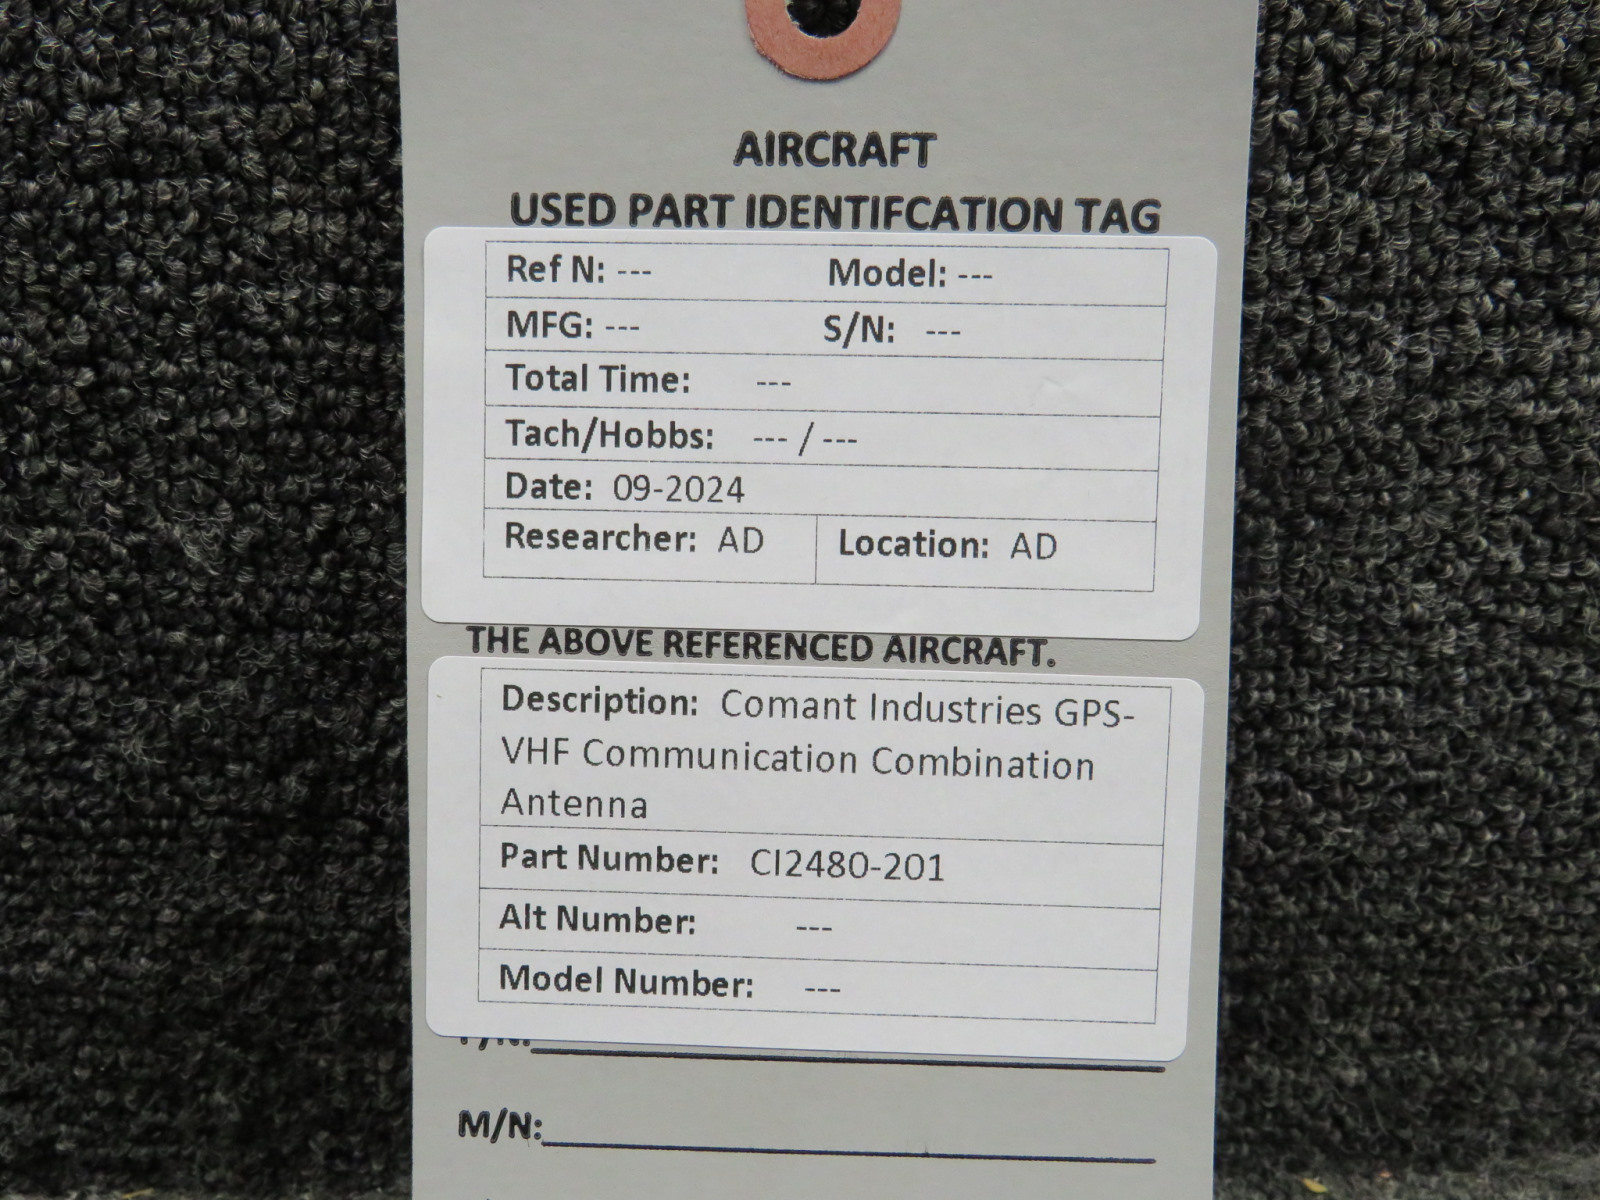 AIRCRAFT
USED PART IDENTIFCATION TAG
Ref N: --- Model: ---
MFG: --- S/N: ---
Total Time: ---
Tach/Hobbs: --- / ---
Date: 09-2024
Researcher: AD Location: AD
THE ABOVE REFERENCED AIRCRAFT.
Description: Comant Industries GPS-
VHF Communication Combination
Antenna
Part Number: CI2480-201
Alt Number: ---
Model Number: ---
M/N: